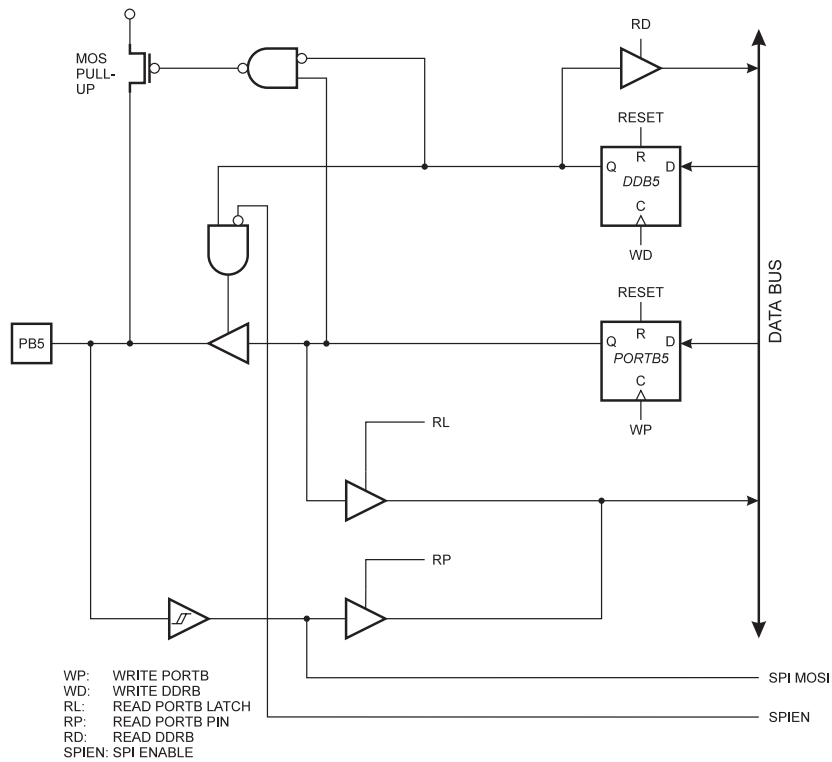 RD
MOS
PULL-
UP
RESET
R
Q
D
DDB5
C
WD
DATA BUS
RESET
PB5
R
Q
D
PORTB5
C
WP
RL
RP
WP: WRITE PORTB
WD: WRITE DDRB
RL: READ PORTB LATCH
RP: READ PORTB PIN
RD: READ DDRB
SPIEN: SPI ENABLE
SPI MOSI
SPIEN